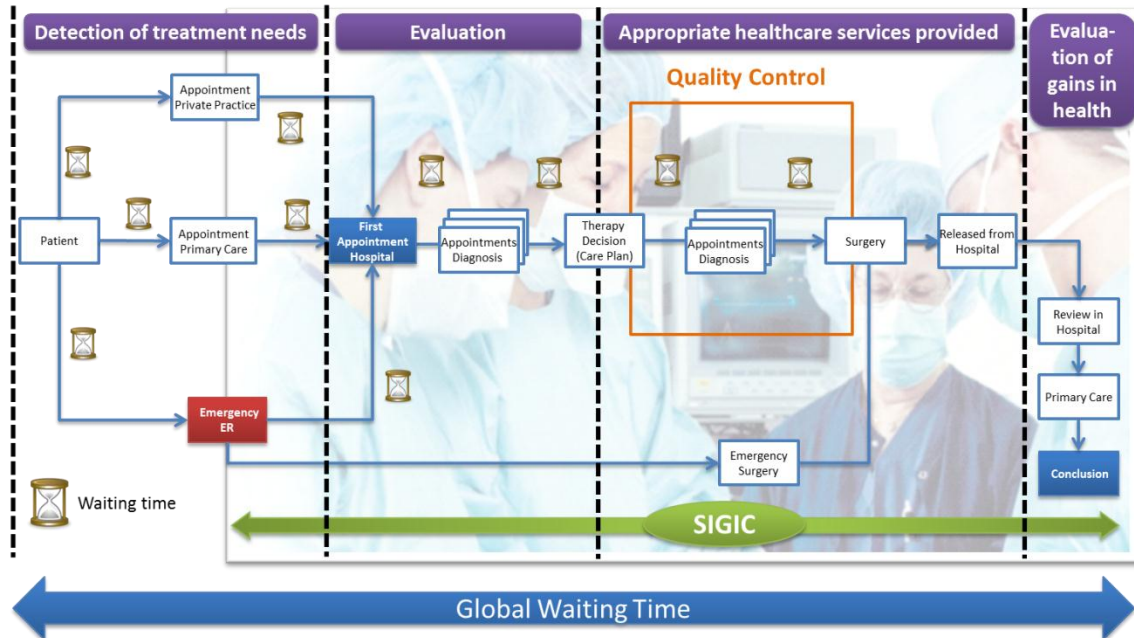 Detection of treatment needs
Evaluation
Appropriate healthcare services provided
Evalua-
tion of
gains in
health
Quality Control
Appointment
Private Practice
Patient
Appointment
Primary Care
First
Appointment
Hospital
Appointments
Diagnosis
Therapy
Decision
(Care Plan)
Appointments
Diagnosis
Surgery
Released from
Hospital
Review in
Hospital
Primary Care
Conclusion
Emergency
ER
Emergency
Surgery
Waiting time
SIGIC
Global Waiting Time